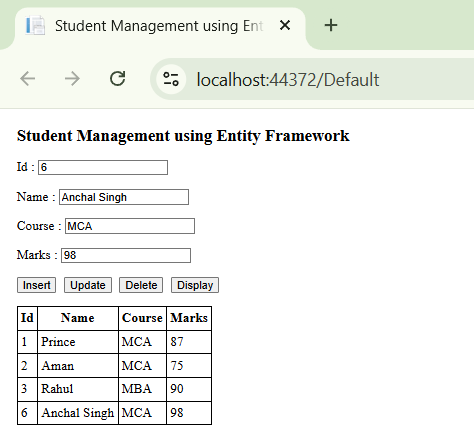 Student Management using Ent
localhost:44372/Default
Student Management using Entity Framework
Id : 6
Name : Anchal Singh
Course : MCA
Marks : 98
Insert Update Delete Display
Id Name Course Marks
1 Prince MCA 87
2 Aman MCA 75
3 Rahul MBA 90
6 Anchal Singh MCA 98